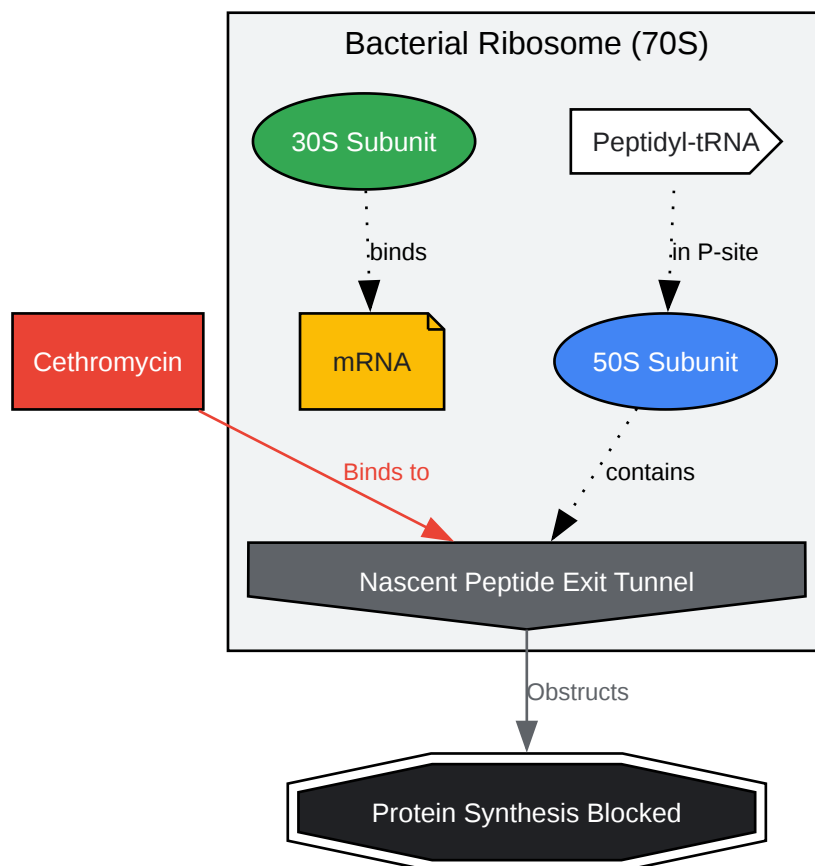 Bacterial Ribosome (70S)
30S Subunit
Peptidyl-tRNA
binds
in P-site
Cethromycin
mRNA
50S Subunit
Binds to
contains
Nascent Peptide Exit Tunnel
Obstructs
Protein Synthesis Blocked